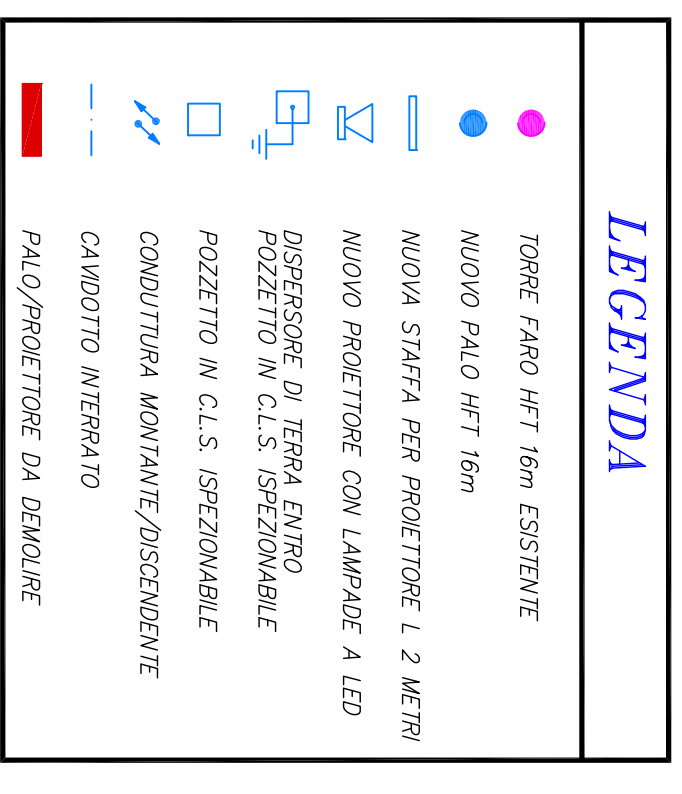 LEGENDA
TORRE FARO HFT 16m ESISTENTE
NUOVO PALO HFT 16m
NUOVA STAFFA PER PROIETTORE L 2 METRI
NUOVO PROIETTORE CON LAMPADE A LED
DISPERSORE DI TERRA ENTRO
POZZETTO IN C.L.S. ISPEZIONABILE
POZZETTO IN C.L.S. ISPEZIONABILE
CONDUTTURA MONTANTE/DISCENDENTE
CAVIDOTTO INTERRATO
PALO/PROIETTORE DA DEMOLIRE